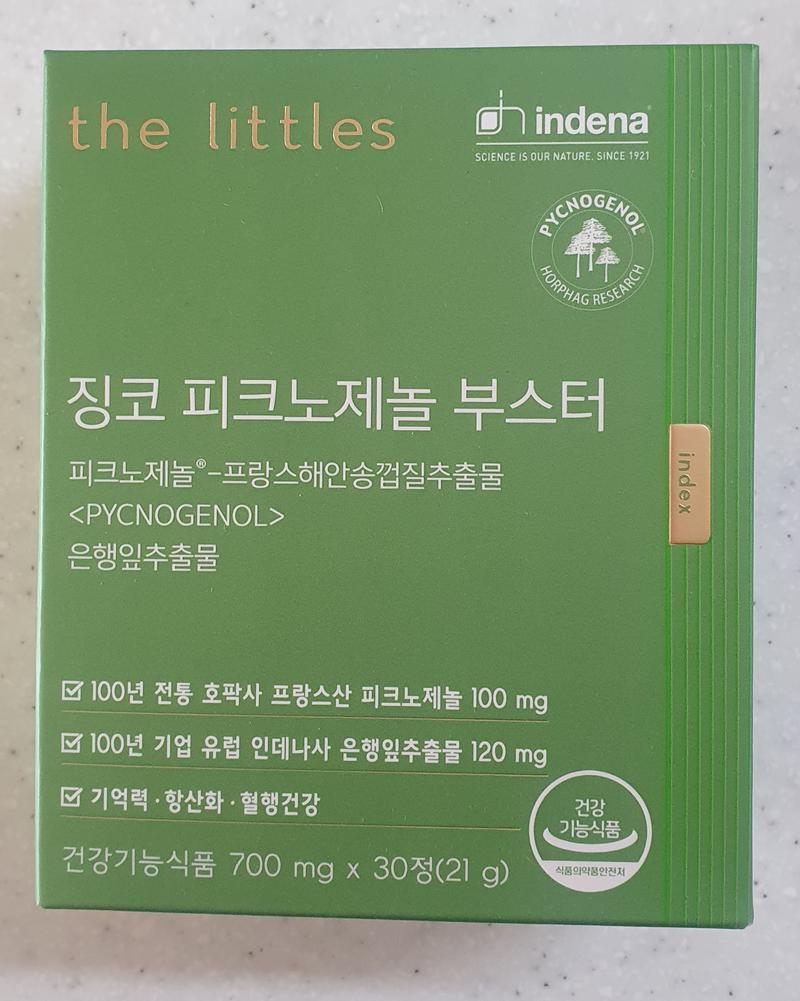 the littles
indena
SCIENCE IS OUR NATURE. SINCE 1921
PYCNOGENOL®
HORPHAG RESEARCH
징코 피크노제놀 부스터
피크노제놀®-프랑스해안송껍질추출물
<PYCNOGENOL>
은행잎추출물
index
100년 전통 호팍사 프랑스산 피크노제놀 100 mg
100년 기업 유럽 인데나사 은행잎추출물 120 mg
기억력·항산화·혈행건강
건강기능식품 700 mg x 30정(21 g)
건강
기능식품
식품의약품안전처